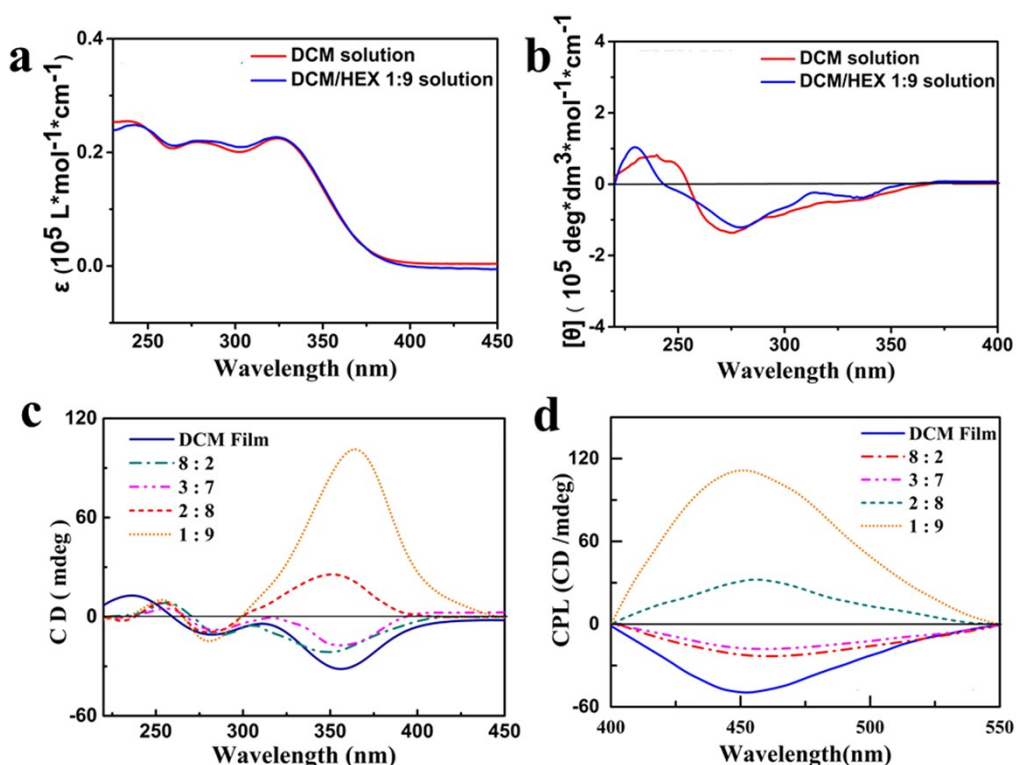 a
0.4
0.2
0.0
ε (10⁵ L*mol⁻¹*cm⁻¹)
DCM solution
DCM/HEX 1:9 solution
250 300 350 400 450
Wavelength (nm)
b
4
2
0
-2
-4
[θ] ( 10⁵ deg*dm³*mol⁻¹*cm⁻¹
DCM solution
DCM/HEX 1:9 solution
250 300 350 400
Wavelength (nm)
c
120
60
0
-60
C D ( mdeg )
DCM Film
8 : 2
3 : 7
2 : 8
1 : 9
250 300 350 400 450
Wavelength (nm)
d
120
60
0
-60
CPL (CD /mdeg)
DCM Film
8 : 2
3 : 7
2 : 8
1 : 9
400 450 500 550
Wavelength(nm)